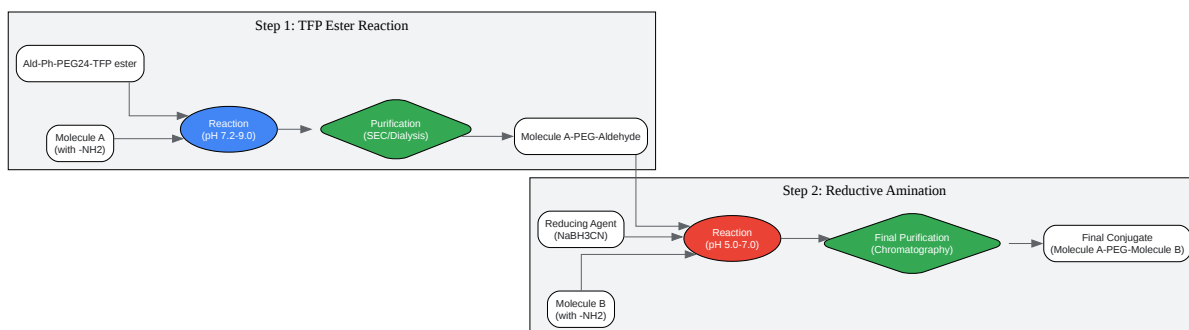 Step 1: TFP Ester Reaction
Ald-Ph-PEG24-TFP ester
Molecule A
(with -NH2)
Reaction
(pH 7.2-9.0)
Purification
(SEC/Dialysis)
Molecule A-PEG-Aldehyde
Step 2: Reductive Amination
Reducing Agent
(NaBH3CN)
Molecule B
(with -NH2)
Reaction
(pH 5.0-7.0)
Final Purification
(Chromatography)
Final Conjugate
(Molecule A-PEG-Molecule B)